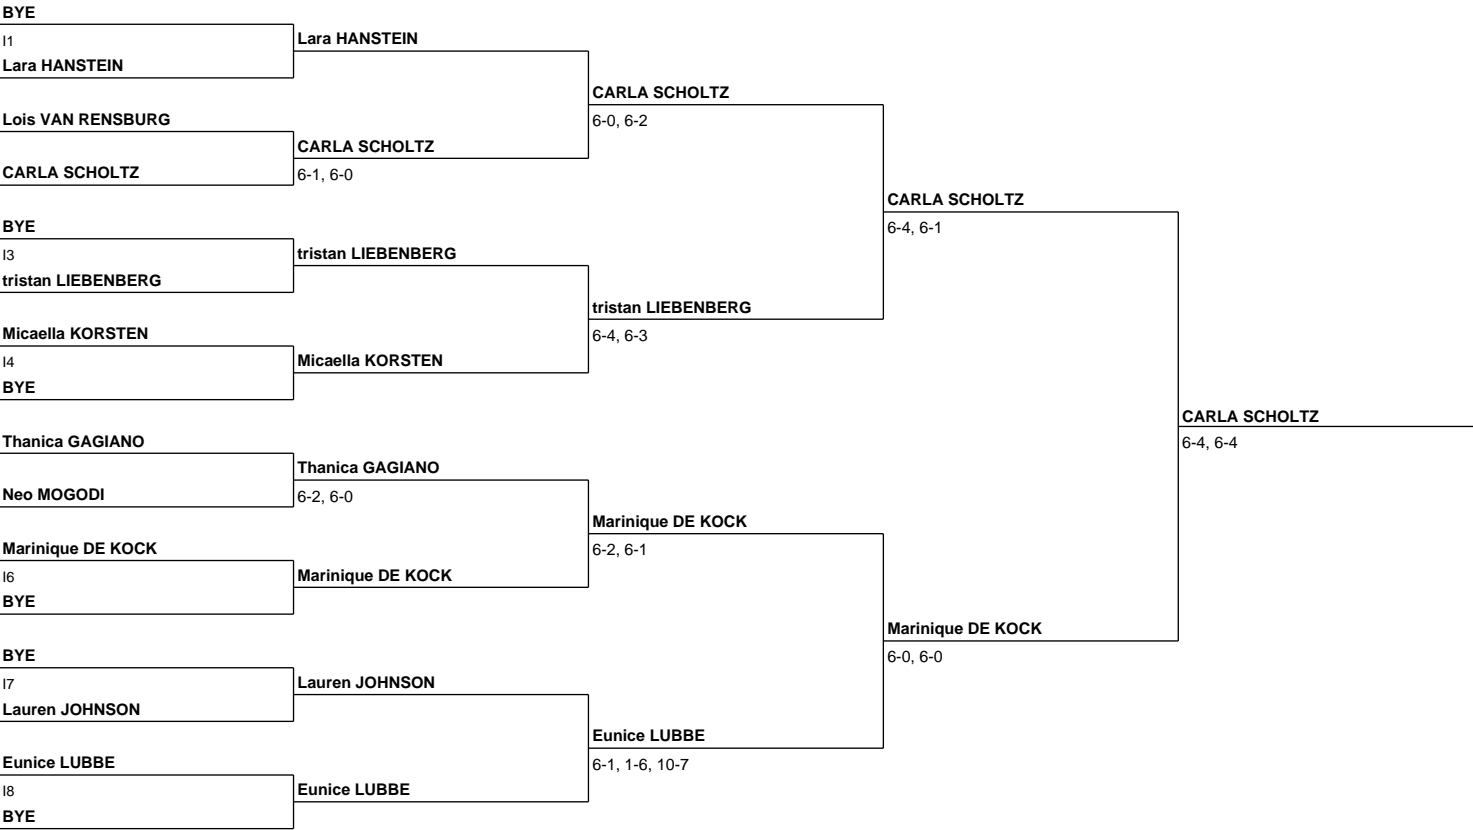 BYE
I1
Lara HANSTEIN
Lois VAN RENSBURG
CARLA SCHOLTZ
BYE
I3
tristan LIEBENBERG
Micaella KORSTEN
I4
BYE
Thanica GAGIANO
Neo MOGODI
Marinique DE KOCK
I6
BYE
BYE
I7
Lauren JOHNSON
Eunice LUBBE
I8
BYE
Lara HANSTEIN
CARLA SCHOLTZ
6-1, 6-0
tristan LIEBENBERG
Micaella KORSTEN
Thanica GAGIANO
6-2, 6-0
Marinique DE KOCK
Lauren JOHNSON
Eunice LUBBE
CARLA SCHOLTZ
6-0, 6-2
tristan LIEBENBERG
6-4, 6-3
Marinique DE KOCK
6-2, 6-1
Eunice LUBBE
6-1, 1-6, 10-7
CARLA SCHOLTZ
6-4, 6-1
Marinique DE KOCK
6-0, 6-0
CARLA SCHOLTZ
6-4, 6-4